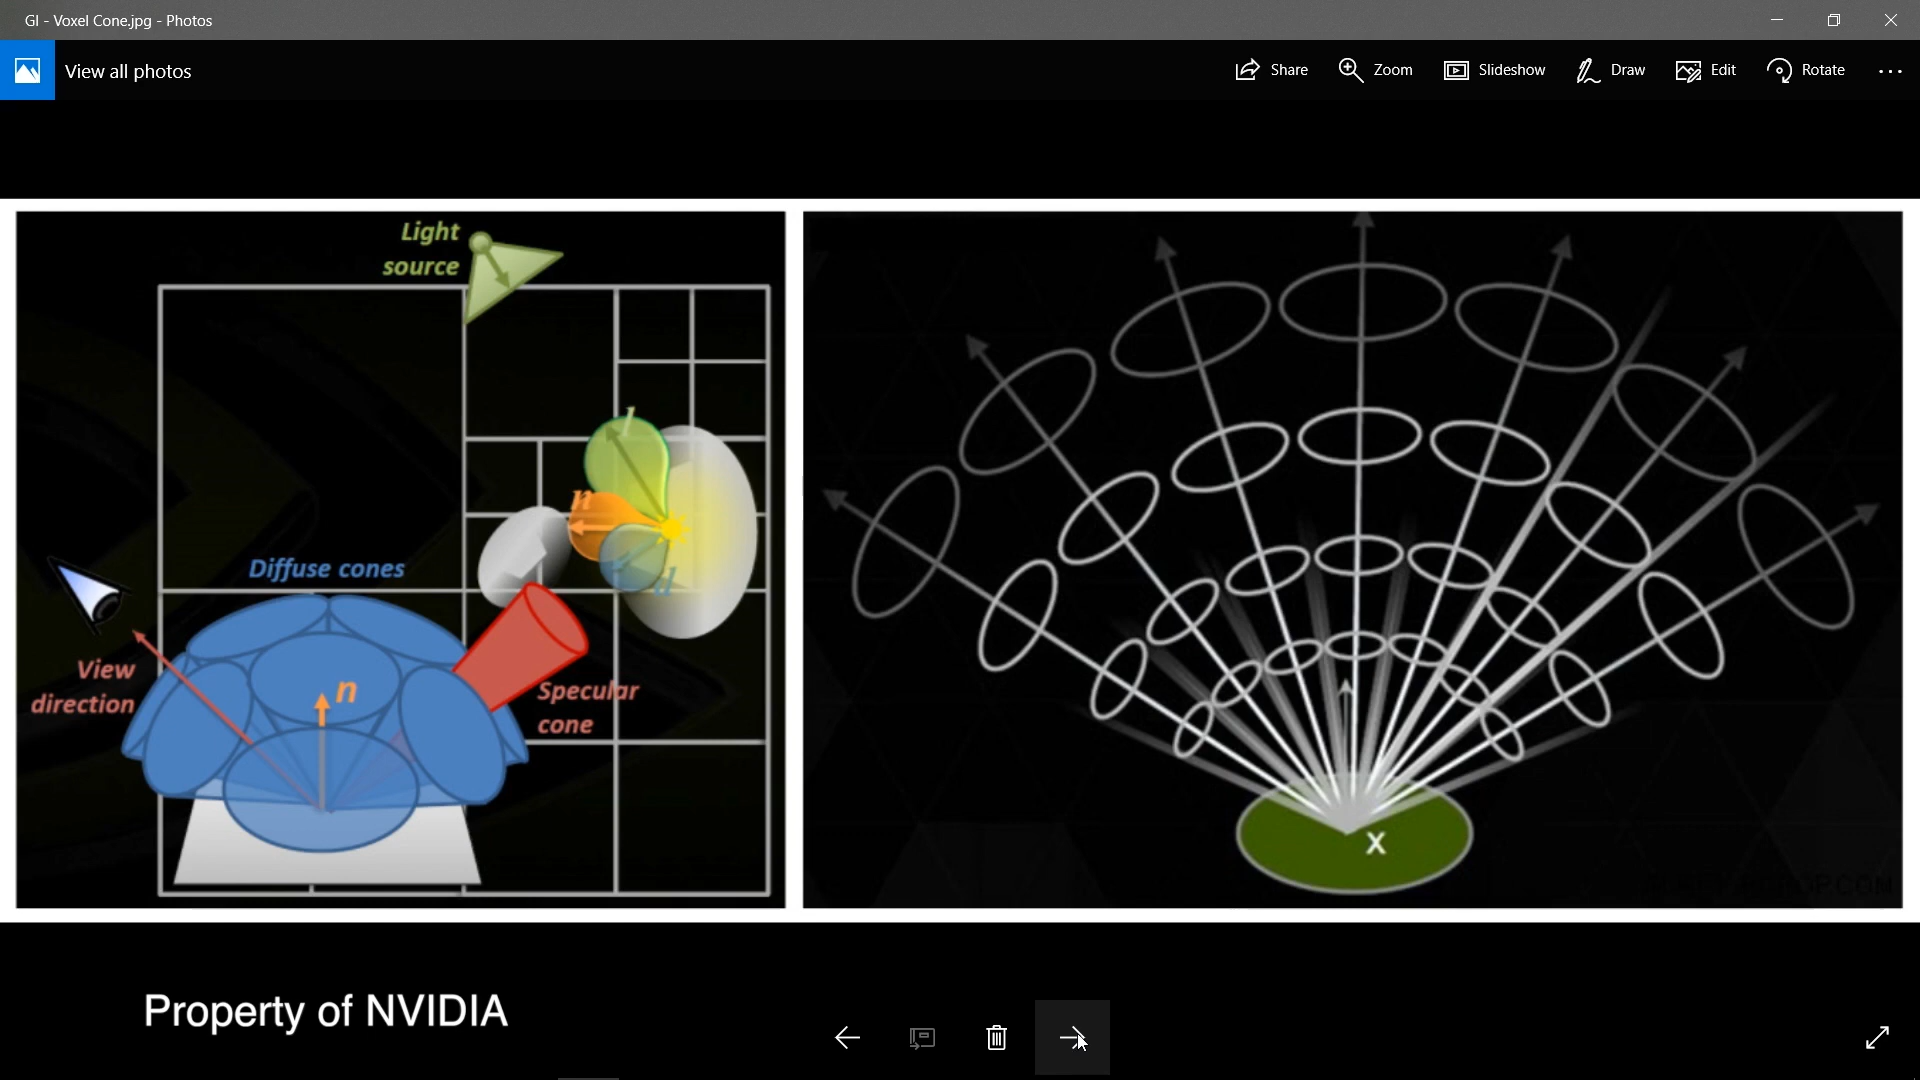 GI - Voxel Cone.jpg - Photos
View all photos
Share
Zoom
Slideshow
Draw
Edit
Rotate
Light
source
l
n
d
Diffuse cones
View
direction
n
Specular
cone
X
Property of NVIDIA